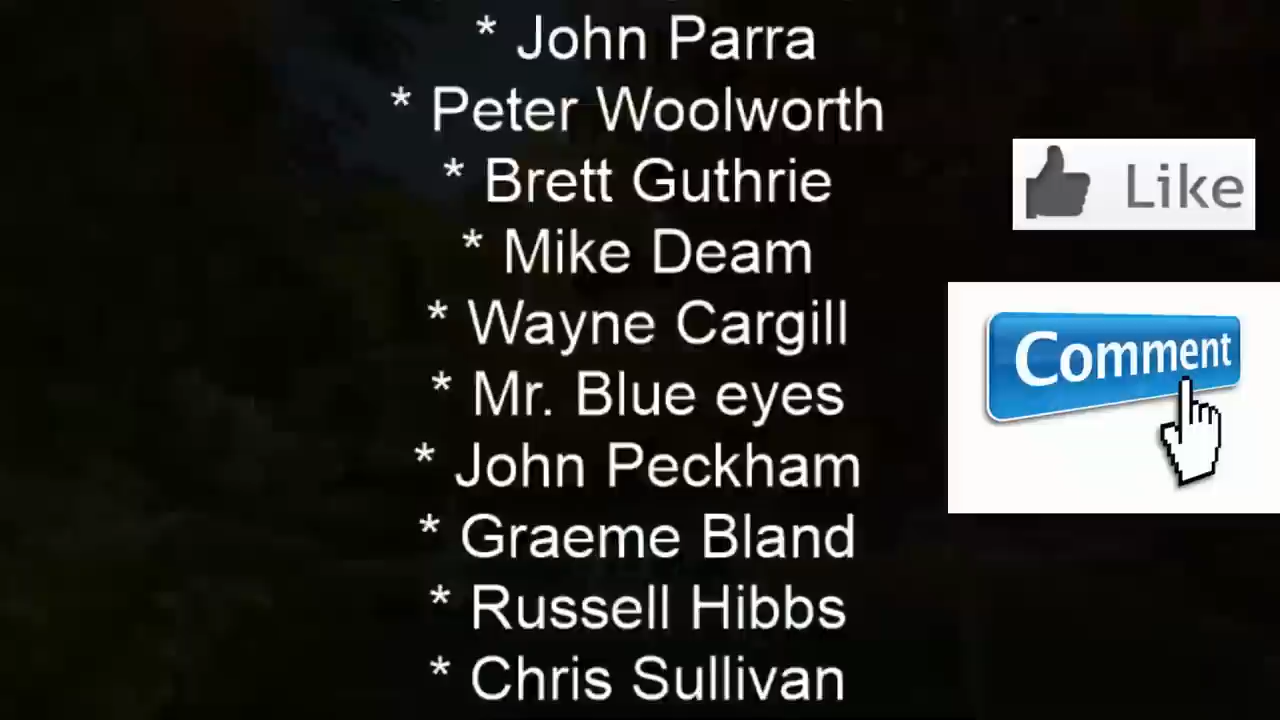 * John Parra
* Peter Woolworth
* Brett Guthrie
* Mike Deam
* Wayne Cargill
* Mr. Blue eyes
* John Peckham
* Graeme Bland
* Russell Hibbs
* Chris Sullivan
Like
Comment